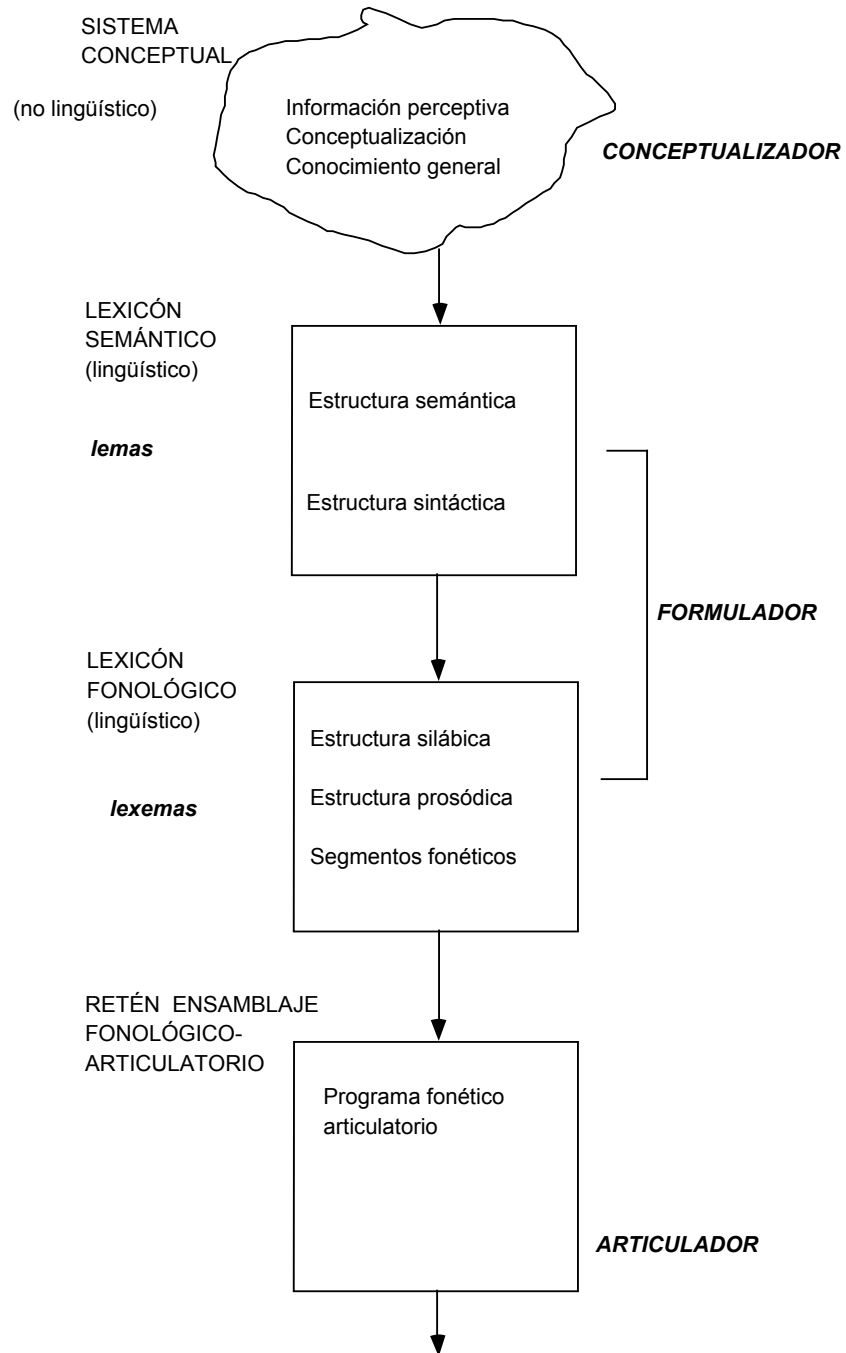 SISTEMA
CONCEPTUAL
(no lingüístico)
Información perceptiva
Conceptualización
Conocimiento general
CONCEPTUALIZADOR
LEXICÓN
SEMÁNTICO
(lingüístico)
lemas
Estructura semántica
Estructura sintáctica
FORMULADOR
LEXICÓN
FONOLÓGICO
(lingüístico)
lexemas
Estructura silábica
Estructura prosódica
Segmentos fonéticos
RETÉN ENSAMBLAJE
FONOLÓGICO-
ARTICULATORIO
Programa fonético
articulatorio
ARTICULADOR